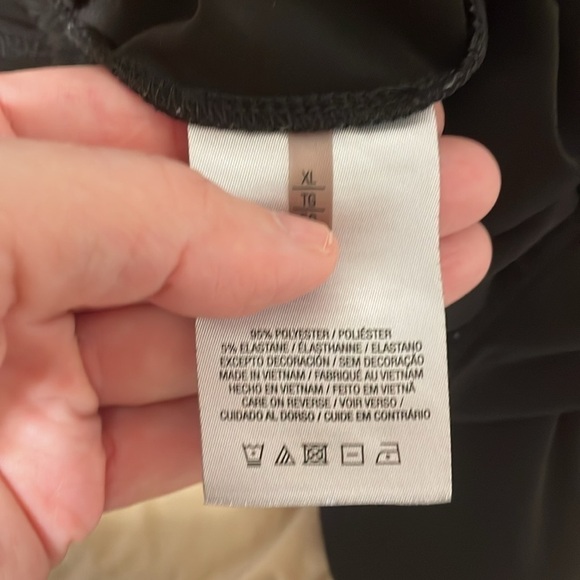 XL
TG
95% POLYESTER / POLIÉSTER
5% ELASTANE / ÉLASTHANNE / ELASTANO
EXCEPTO DECORACIÓN / SEM DECORAÇÃO
MADE IN VIETNAM / FABRIQUÉ AU VIETNAM
HECHO EN VIETNAM / FEITO EM VIETNÃ
CARE ON REVERSE / VOIR VERSO /
CUIDADO AL DORSO / CUIDE EM CONTRÁRIO